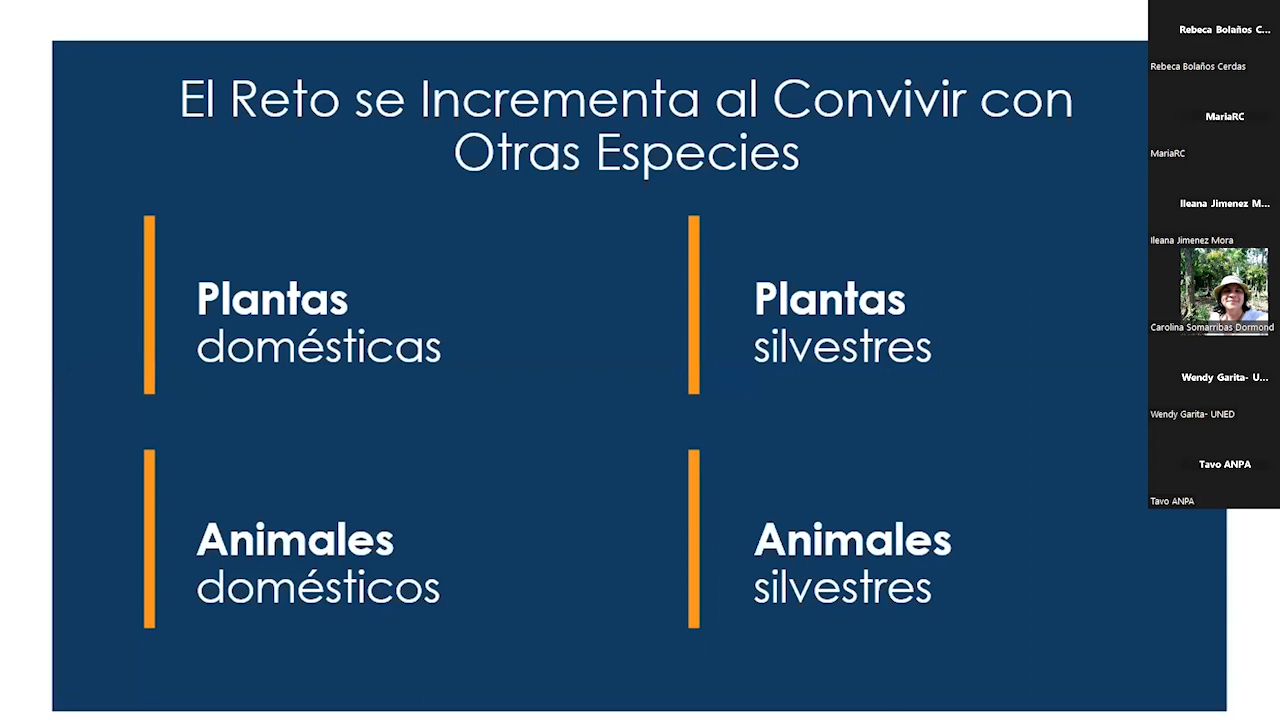 El Reto se Incrementa al Convivir con
Otras Especies
Plantas
domésticas
Plantas
silvestres
Animales
domésticos
Animales
silvestres
Rebeca Bolaños C...
Rebeca Bolaños Cerdas
MariaRC
MariaRC
Ileana Jimenez M...
Ileana Jimenez Mora
Carolina Somarribas Dormond
Wendy Garita- U...
Wendy Garita- UNED
Tavo ANPA
Tavo ANPA